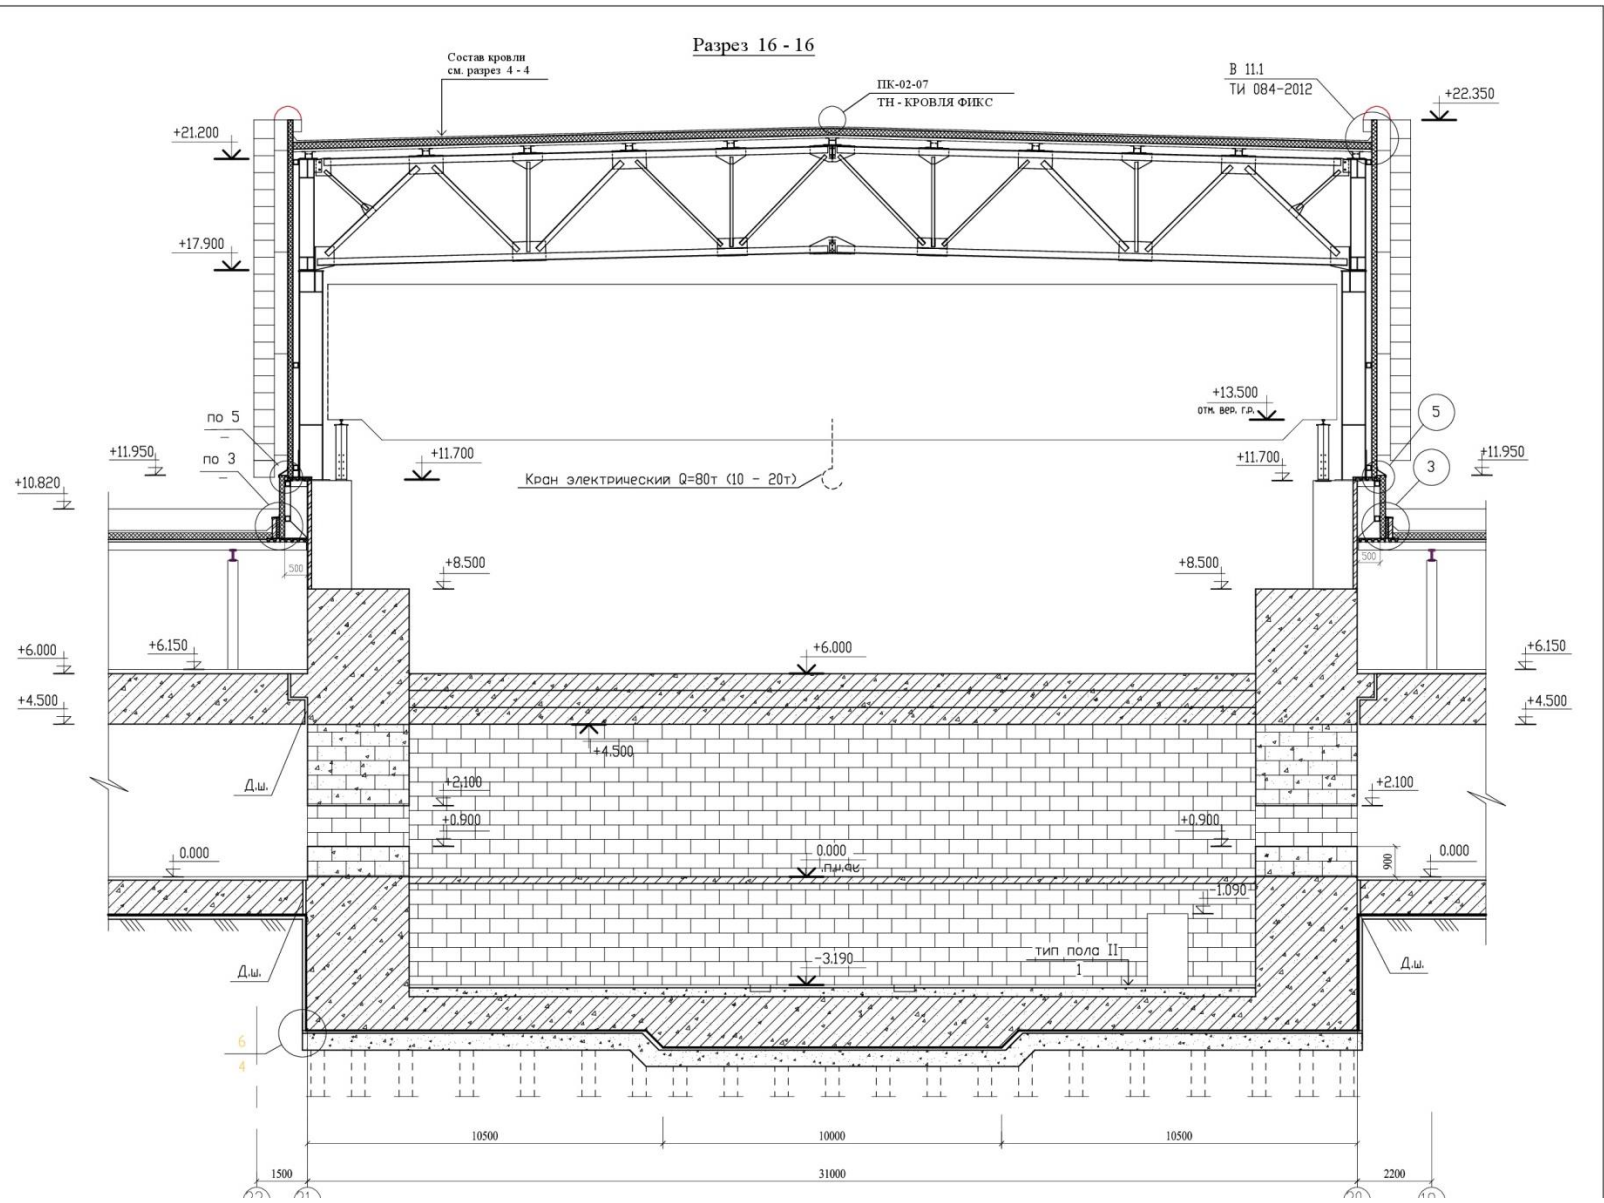 Разрез 16 - 16
Состав кровли
см. разрез 4 - 4
ПК-02-07
ТН - КРОВЛЯ ФИКС
В 11.1
ТИ 084-2012
+22.350
+21.200
+17.900
+13.500
отм. вер. г.р.
по 5
5
+11.950
по 3
+11.700
+11.700
3
+11.950
Кран электрический Q=80т (10 - 20т)
+10.820
500
500
+8.500
+8.500
+6.000
+6.150
+6.000
+6.150
+4.500
+4.500
+4.500
Д.ш.
+2.100
+2.100
+0.900
+0.900
0.000
0.000
900
0.000
-1.090
тип пола II
1
-3.190
Д.ш.
Д.ш.
6
4
10500
10000
10500
1500
31000
2200